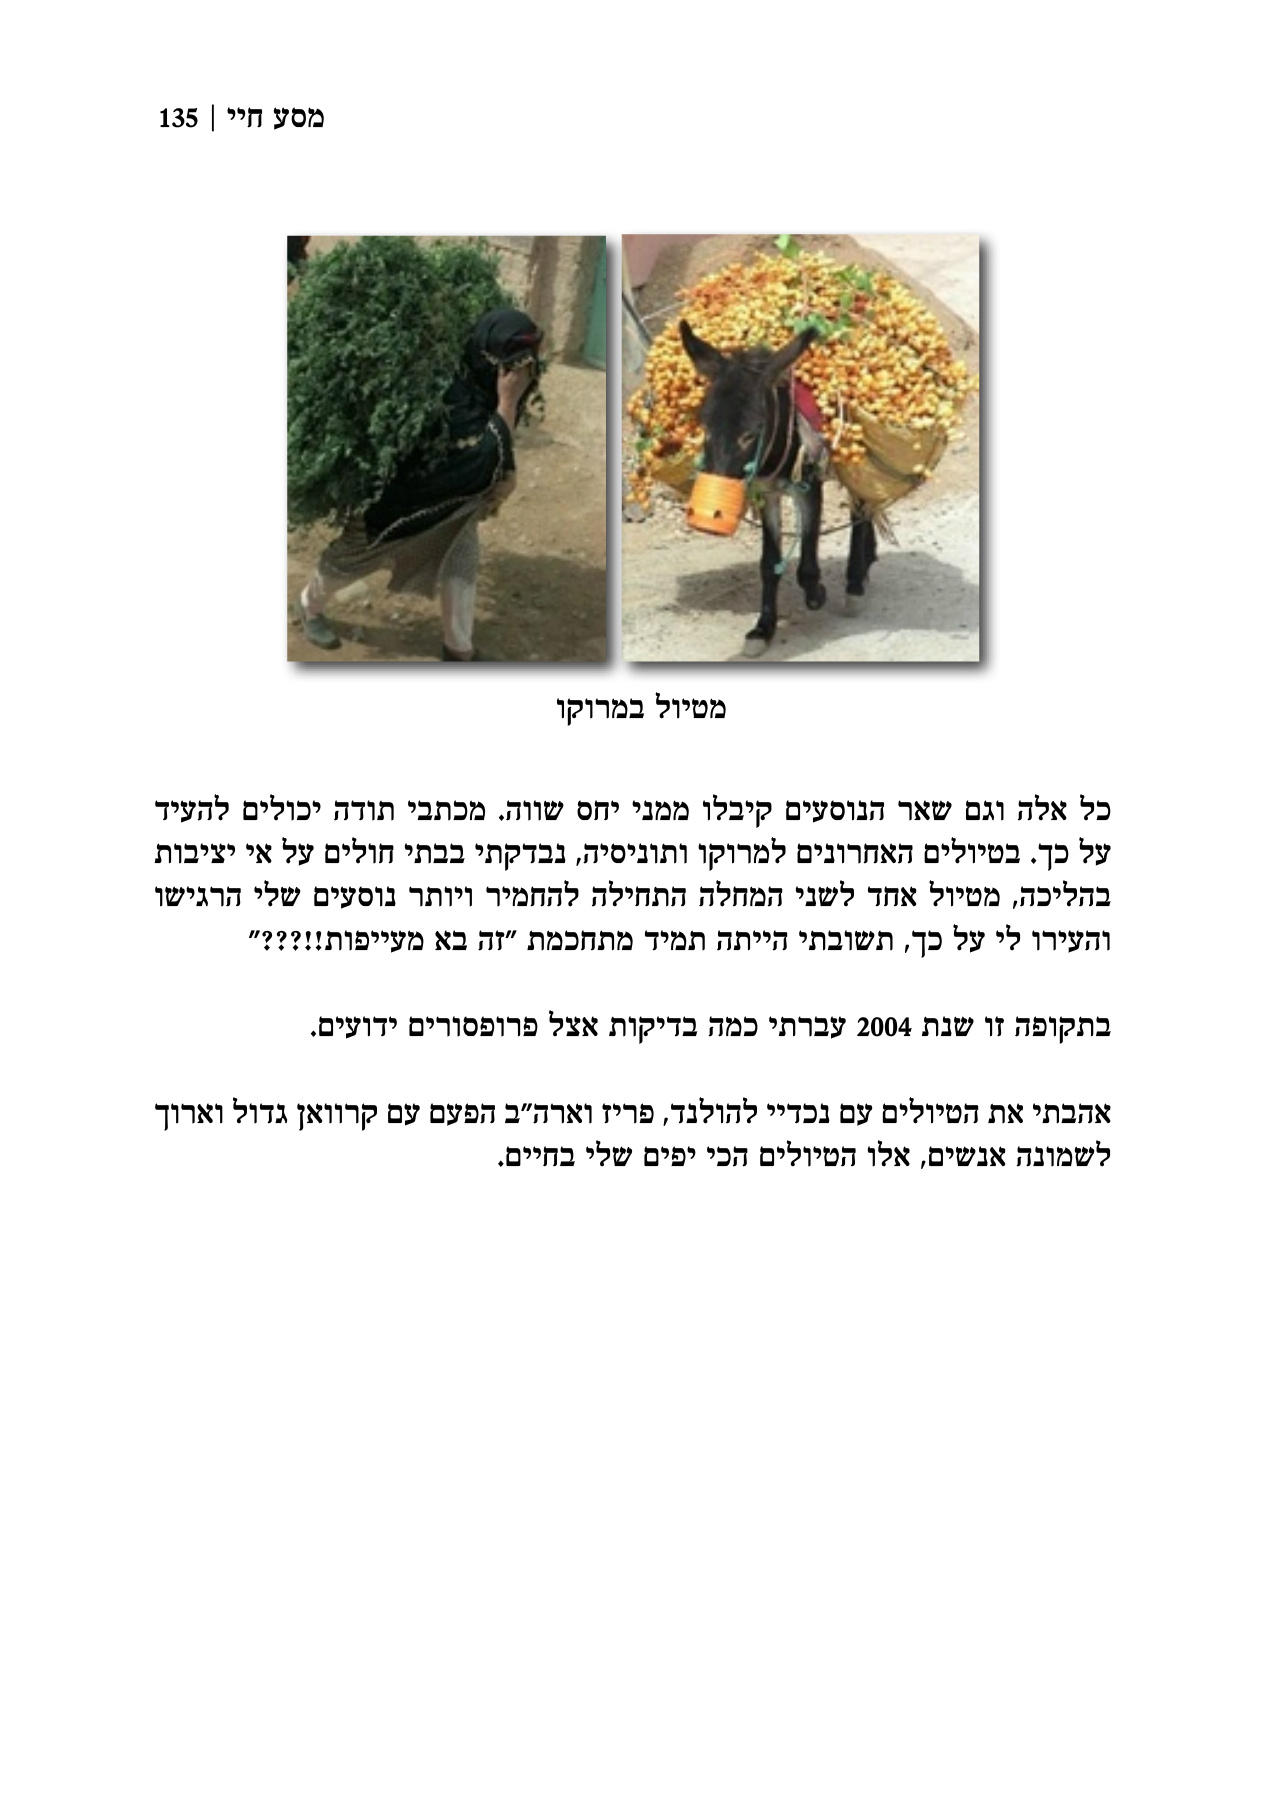 מסע חיי | 135
מטיול במרוקו
כל אלה וגם שאר הנוסעים קיבלו ממני יחס שווה. מכתבי תודה יכולים להעיד
על כך. בטיולים האחרונים למרוקו ותוניסיה, נבדקתי בבתי חולים על אי יציבות
בהליכה, מטיול אחד לשני המחלה התחילה להחמיר ויותר נוסעים שלי הרגישו
והעירו לי על כך, תשובתי הייתה תמיד מתחכמת ״זה בא מעייפות!!???״
בתקופה זו שנת 2004 עברתי כמה בדיקות אצל פרופסורים ידועים.
אהבתי את הטיולים עם נכדיי להולנד, פריז וארה״ב הפעם עם קרוואן גדול וארוך
לשמונה אנשים, אלו הטיולים הכי יפים שלי בחיים.